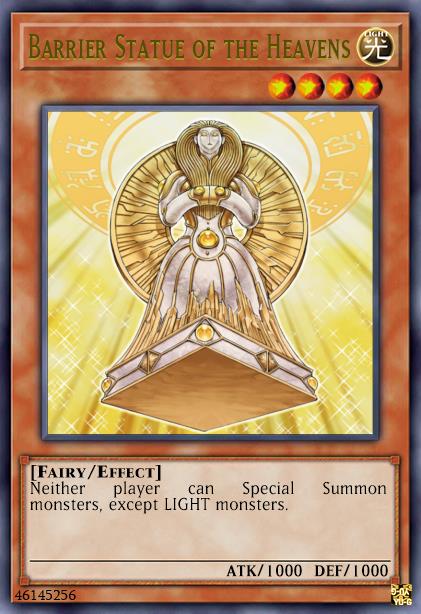 Barrier Statue of the Heavens
LIGHT
光
[Fairy/Effect]
Neither player can Special Summon
monsters, except LIGHT monsters.
ATK/1000 DEF/1000
46145256